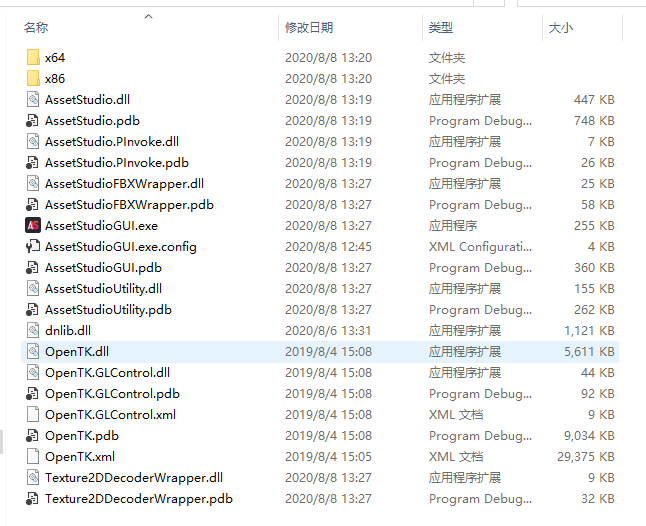 名称 修改日期 类型 大小
x64 2020/8/8 13:20 文件夹
x86 2020/8/8 13:20 文件夹
AssetStudio.dll 2020/8/8 13:19 应用程序扩展 447 KB
AssetStudio.pdb 2020/8/8 13:19 Program Debug... 748 KB
AssetStudio.PInvoke.dll 2020/8/8 13:19 应用程序扩展 7 KB
AssetStudio.PInvoke.pdb 2020/8/8 13:19 Program Debug... 26 KB
AssetStudioFBXWrapper.dll 2020/8/8 13:27 应用程序扩展 25 KB
AssetStudioFBXWrapper.pdb 2020/8/8 13:27 Program Debug... 58 KB
AssetStudioGUI.exe 2020/8/8 13:27 应用程序 255 KB
AssetStudioGUI.exe.config 2020/8/8 12:45 XML Configurati... 4 KB
AssetStudioGUI.pdb 2020/8/8 13:27 Program Debug... 360 KB
AssetStudioUtility.dll 2020/8/8 13:27 应用程序扩展 155 KB
AssetStudioUtility.pdb 2020/8/8 13:27 Program Debug... 262 KB
dnlib.dll 2020/8/6 13:31 应用程序扩展 1,121 KB
OpenTK.dll 2019/8/4 15:08 应用程序扩展 5,611 KB
OpenTK.GLControl.dll 2019/8/4 15:08 应用程序扩展 44 KB
OpenTK.GLControl.pdb 2019/8/4 15:08 Program Debug... 92 KB
OpenTK.GLControl.xml 2019/8/4 15:08 XML 文档 9 KB
OpenTK.pdb 2019/8/4 15:08 Program Debug... 9,034 KB
OpenTK.xml 2019/8/4 15:05 XML 文档 29,375 KB
Texture2DDecoderWrapper.dll 2020/8/8 13:27 应用程序扩展 9 KB
Texture2DDecoderWrapper.pdb 2020/8/8 13:27 Program Debug... 32 KB